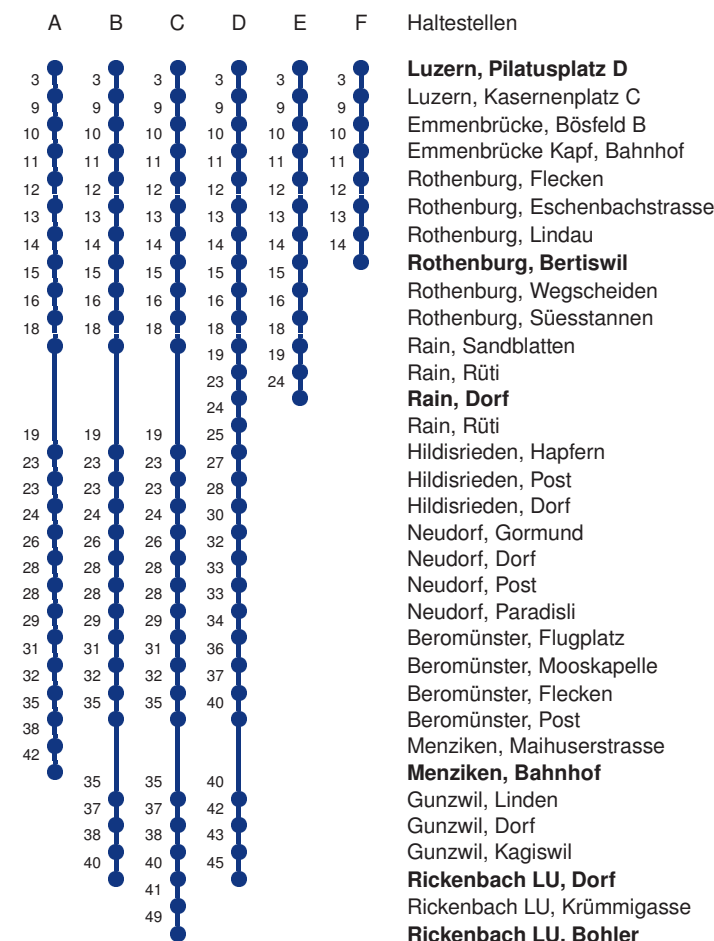 A B C D E F Haltestellen
Luzern, Pilatusplatz D
3 3 3 3 3 3
Luzern, Kasernenplatz C
9 9 9 9 9 9
Emmenbrücke, Bösfeld B
10 10 10 10 10 10
Emmenbrücke Kapf, Bahnhof
11 11 11 11 11 11
Rothenburg, Flecken
12 12 12 12 12 12
Rothenburg, Eschenbachstrasse
13 13 13 13 13 13
Rothenburg, Lindau
14 14 14 14 14 14
Rothenburg, Bertiswil
15 15 15 15 15
Rothenburg, Wegscheiden
16 16 16 16 16
Rothenburg, Süesstannen
18 18 18 18 18
Rain, Sandblatten
19 19
Rain, Rüti
23 24
Rain, Dorf
24
Rain, Rüti
19 19 19 25
Hildisrieden, Hapfern
23 23 23 27
Hildisrieden, Post
23 23 23 28
Hildisrieden, Dorf
24 24 24 30
Neudorf, Gormund
26 26 26 32
Neudorf, Dorf
28 28 28 33
Neudorf, Post
28 28 28 33
Neudorf, Paradisli
29 29 29 34
Beromünster, Flugplatz
31 31 31 36
Beromünster, Mooskapelle
32 32 32 37
Beromünster, Flecken
35 35 35 40
Beromünster, Post
38
Menziken, Maihuserstrasse
42
Menziken, Bahnhof
35 35 40
Gunzwil, Linden
37 37 42
Gunzwil, Dorf
38 38 43
Gunzwil, Kagiswil
40 40 45
Rickenbach LU, Dorf
41
Rickenbach LU, Krümmigasse
49
Rickenbach LU, Bohler